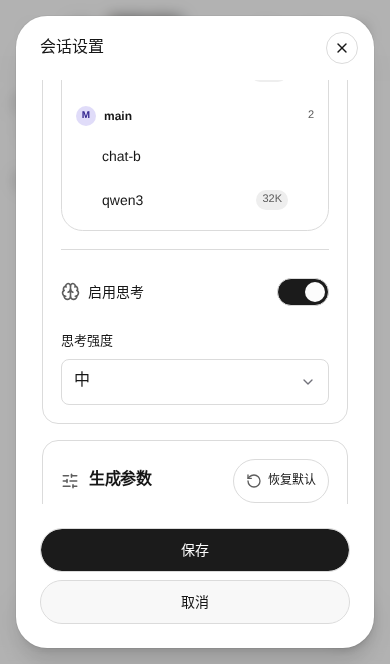 会话设置
M main 2
chat-b
qwen3 32K
启用思考
思考强度
中
生成参数 恢复默认
保存
取消